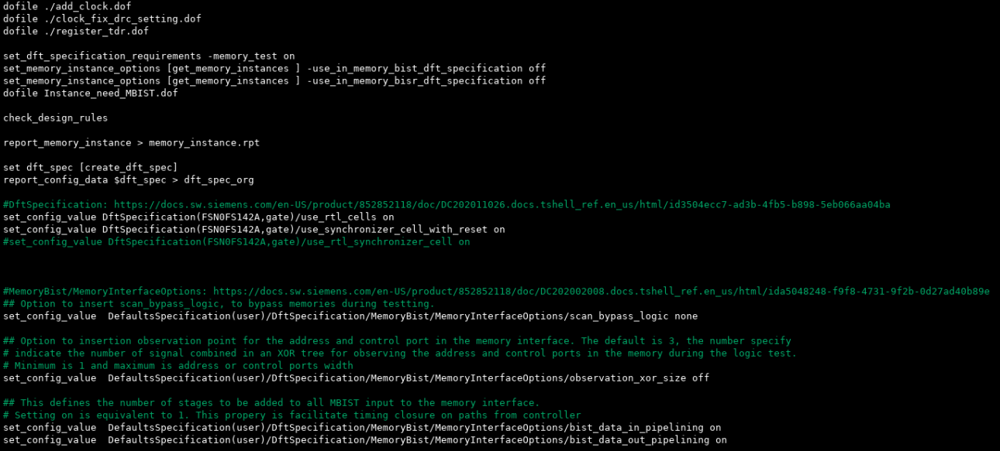 dofile ./add_clock.dof
dofile ./clock_fix_drc_setting.dof
dofile ./register_tdr.dof
set_dft_specification_requirements -memory_test on
set_memory_instance_options [get_memory_instances ] -use_in_memory_bist_dft_specification off
set_memory_instance_options [get_memory_instances ] -use_in_memory_bisr_dft_specification off
dofile Instance_need_MBIST.dof
check_design_rules
report_memory_instance > memory_instance.rpt
set dft_spec [create_dft_spec]
report_config_data $dft_spec > dft_spec_org
#DftSpecification: https://docs.sw.siemens.com/en-US/product/852852118/doc/DC202011026.docs.tshell_ref.en_us/html/id3504ecc7-ad3b-4fb5-b898-5eb066aa04ba
set_config_value DftSpecification(FSN0FS142A,gate)/use_rtl_cells on
set_config_value DftSpecification(FSN0FS142A,gate)/use_synchronizer_cell_with_reset on
#set_config_value DftSpecification(FSN0FS142A,gate)/use_rtl_synchronizer_cell on
#MemoryBist/MemoryInterfaceOptions: https://docs.sw.siemens.com/en-US/product/852852118/doc/DC202002008.docs.tshell_ref.en_us/html/ida5048248-f9f8-4731-9f2b-0d27ad40b89e
## Option to insert scan_bypass_logic, to bypass memories during testting.
set_config_value  DefaultsSpecification(user)/DftSpecification/MemoryBist/MemoryInterfaceOptions/scan_bypass_logic none
## Option to insertion observation point for the address and control port in the memory interface. The default is 3, the number specify
# indicate the number of signal combined in an XOR tree for observing the address and control ports in the memory during the logic test.
# Minimum is 1 and maximum is address or control ports width
set_config_value  DefaultsSpecification(user)/DftSpecification/MemoryBist/MemoryInterfaceOptions/observation_xor_size off
## This defines the number of stages to be added to all MBIST input to the memory interface.
# Setting on is equivalent to 1. This propery is facilitate timing closure on paths from controller
set_config_value  DefaultsSpecification(user)/DftSpecification/MemoryBist/MemoryInterfaceOptions/bist_data_in_pipelining on
set_config_value  DefaultsSpecification(user)/DftSpecification/MemoryBist/MemoryInterfaceOptions/bist_data_out_pipelining on